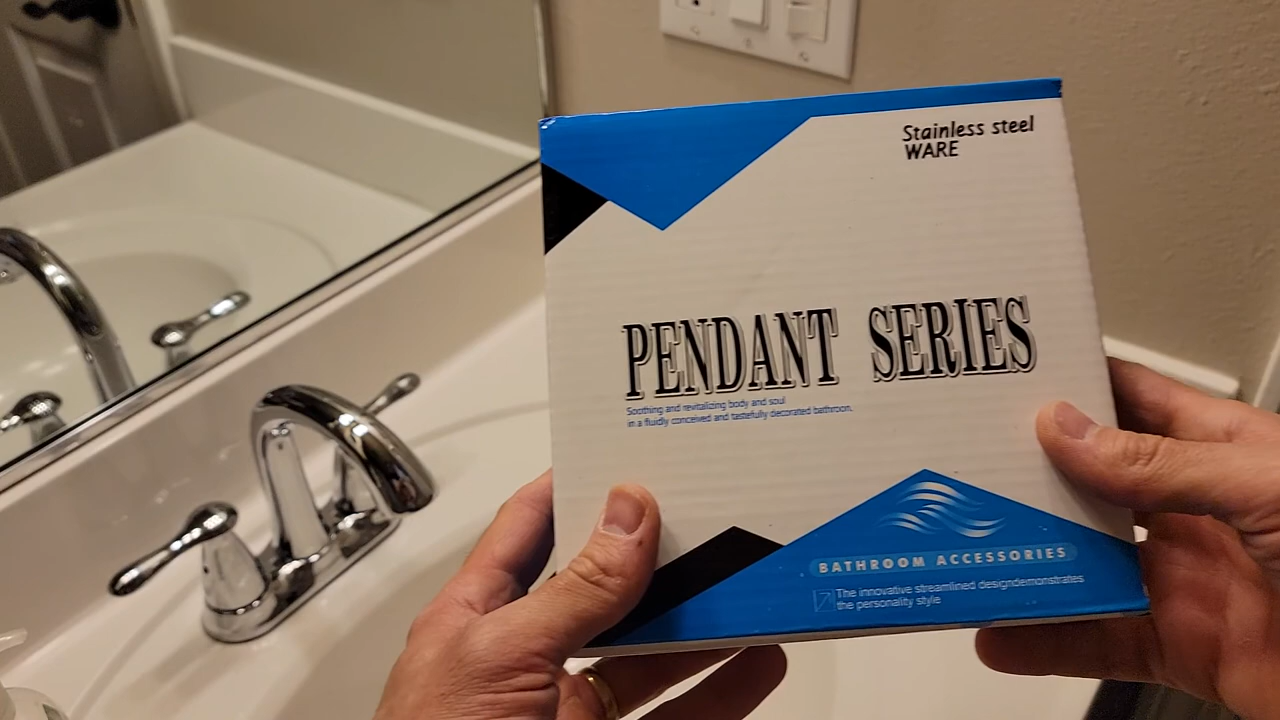 Stainless steel
WARE
PENDANT SERIES
Soothing and revitalizing body and soul
in a fluidly conceived and tastefully decorated bathroon.
BATHROOM ACCESSORIES
The innovative streamlined designdemonstrates
the personality style